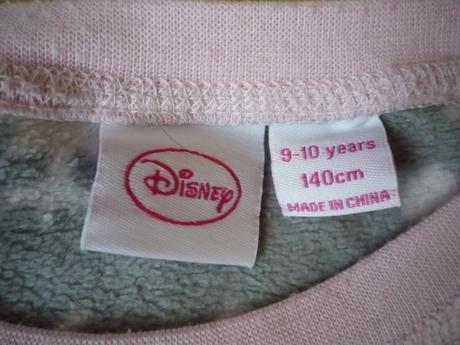 Disney
9-10 years
140cm
MADE IN CHINA